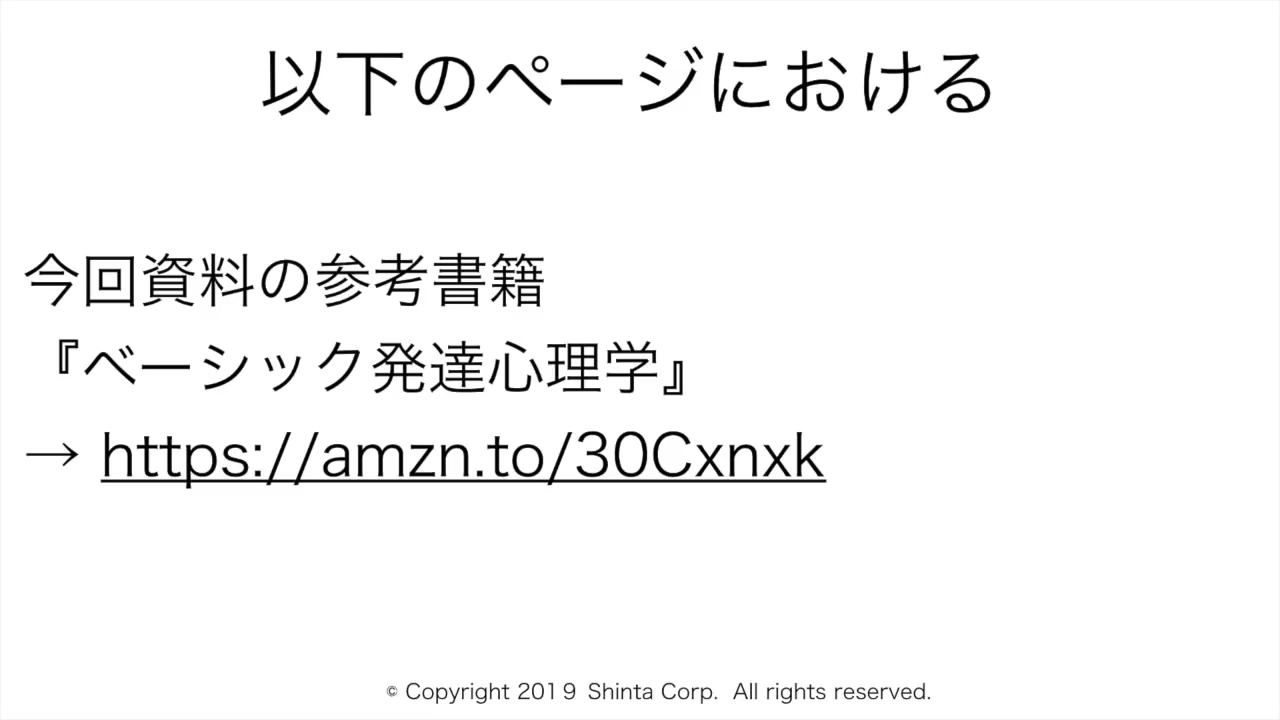 以下のページにおける
今回資料の参考書籍
『ベーシック発達心理学』
→ https://amzn.to/30Cxnxk
© Copyright 2019 Shinta Corp. All rights reserved.